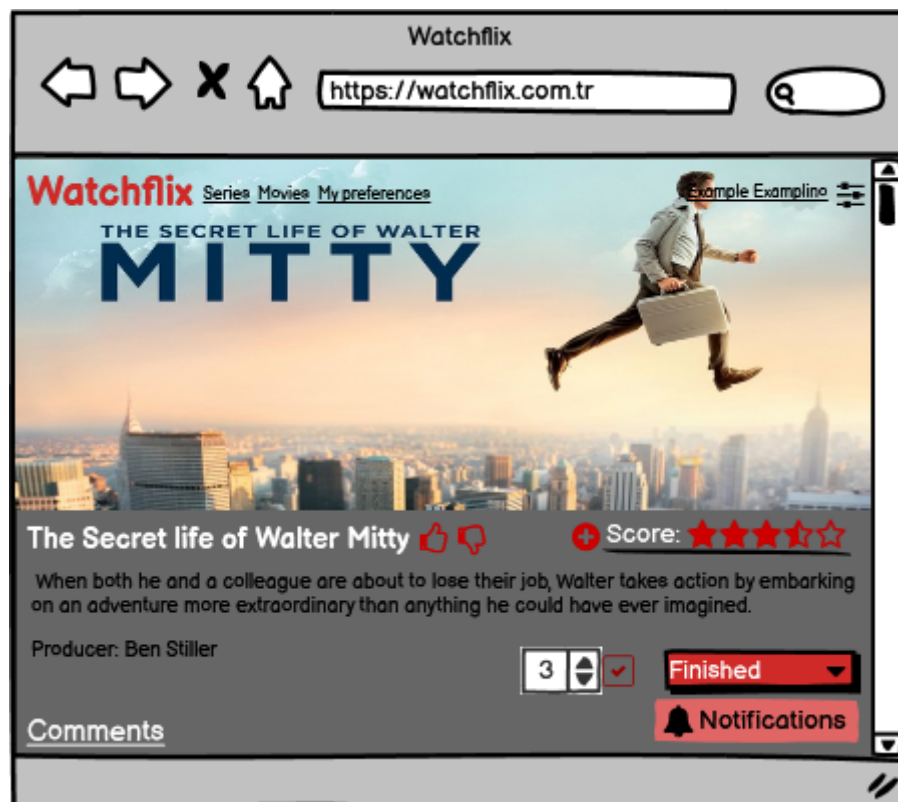 Watchflix
https://watchflix.com.tr
Watchflix Series Movies My preferences Example Examplino
THE SECRET LIFE OF WALTER
MITTY
The Secret life of Walter Mitty Score:
When both he and a colleague are about to lose their job, Walter takes action by embarking
on an adventure more extraordinary than anything he could have ever imagined.
Producer: Ben Stiller
3 Finished
Notifications
Comments